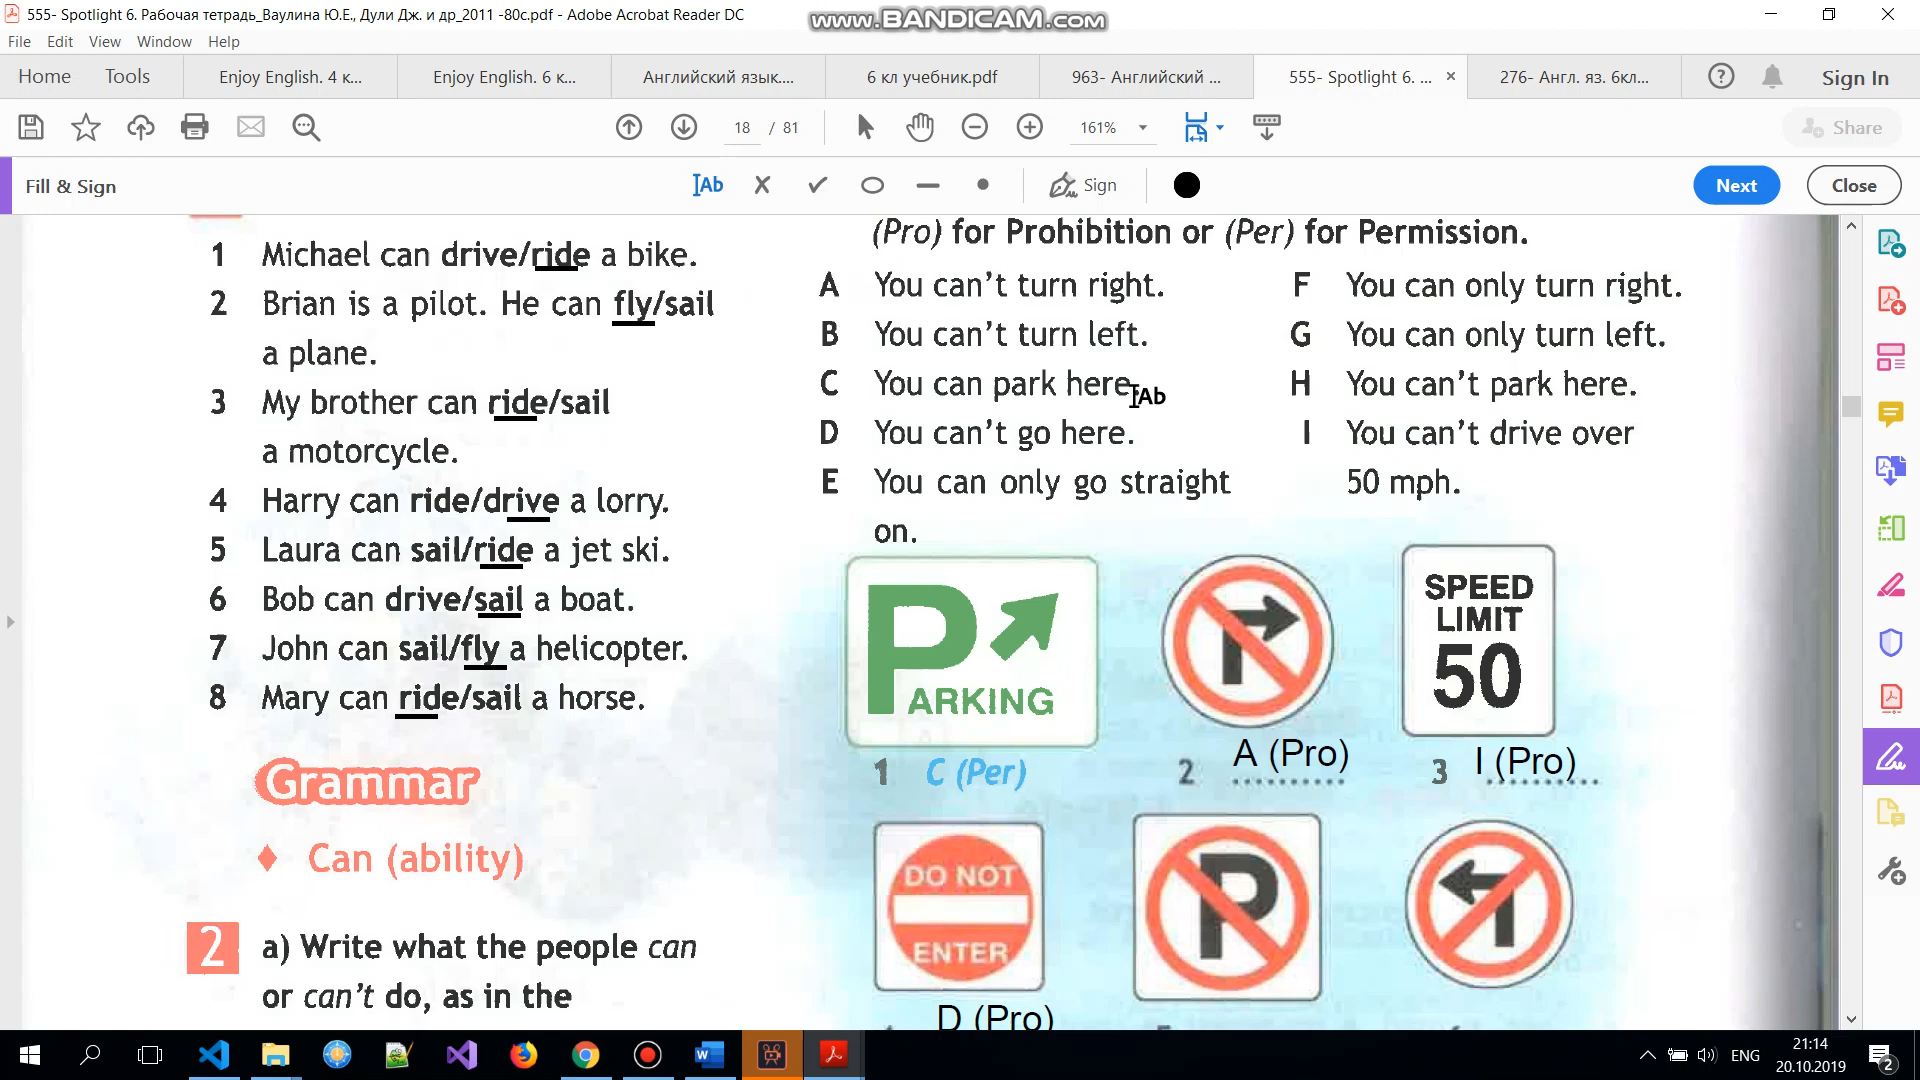 555- Spotlight 6. Рабочая тетрадь_Ваулина Ю.Е., Дули Дж. и др_2011 -80с.pdf - Adobe Acrobat Reader DC
www.BANDICAM.com
File Edit View Window Help
Home Tools Enjoy English. 4 к... Enjoy English. 6 к... Английский язык.... 6 кл учебник.pdf 963- Английский ... 555- Spotlight 6. ... 276- Англ. яз. 6кл... Sign In
18 / 81 161% Share
Fill & Sign Ab Sign Next Close
1 Michael can drive/ride a bike.
2 Brian is a pilot. He can fly/sail
a plane.
3 My brother can ride/sail
a motorcycle.
4 Harry can ride/drive a lorry.
5 Laura can sail/ride a jet ski.
6 Bob can drive/sail a boat.
7 John can sail/fly a helicopter.
8 Mary can ride/sail a horse.
Grammar
Can (ability)
2 a) Write what the people can
or can't do, as in the
(Pro) for Prohibition or (Per) for Permission.
A You can't turn right.
B You can't turn left.
C You can park here.
Ab
D You can't go here.
E You can only go straight
on.
F You can only turn right.
G You can only turn left.
H You can't park here.
I You can't drive over
50 mph.
PARKING
SPEED
LIMIT
50
1 C (Per) 2 A (Pro) 3 I (Pro)
DO NOT
ENTER
P
D (Pro)
ENG
21:14
20.10.2019
2